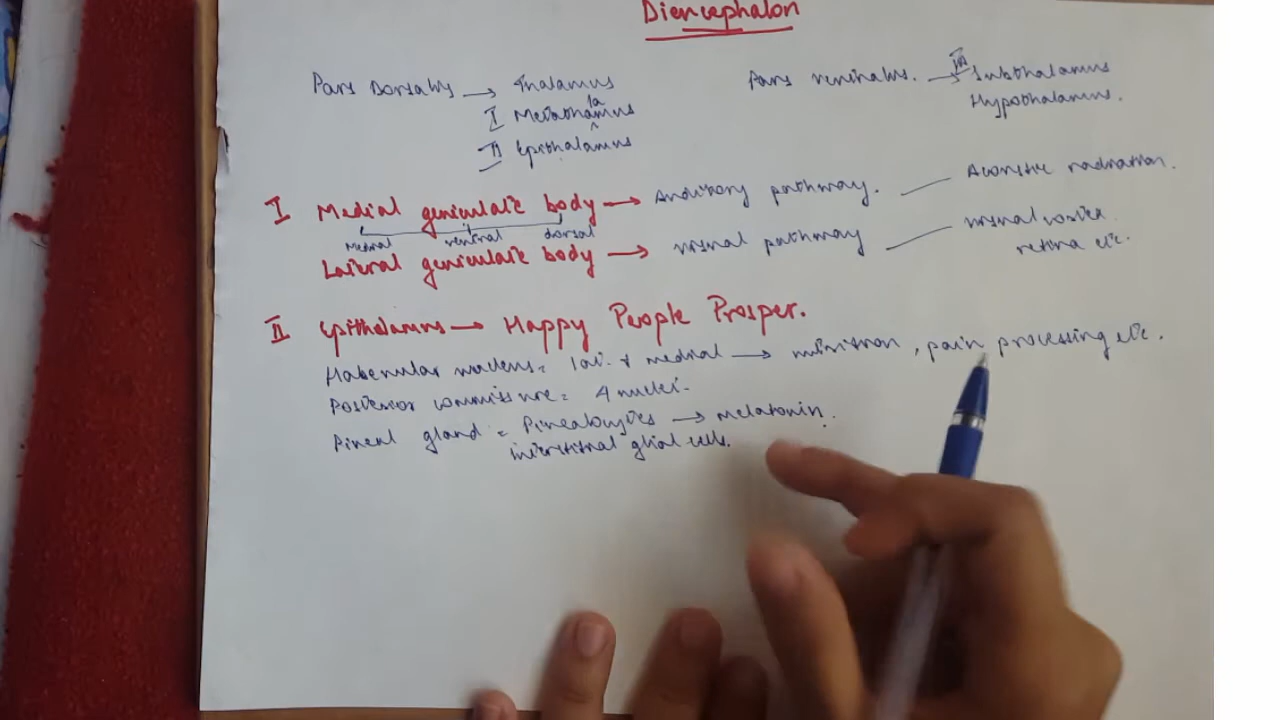 Diencephalon
Pars Dorsalis → Thalamus
I Metathalamus
II Epithalamus
Pars ventralis. → III Subthalamus
Hypothalamus.
I Medial geniculate body → Auditory pathway. — Acoustic radiation.
Medial ventral dorsal
Lateral geniculate body → visual pathway — visual cortex
retina etc.
II Epithalamus → Happy People Prosper.
Habenular nucleus = lat. & medial → nutrition, pain processing etc.
Posterior commissure = 4 nuclei.
Pineal gland = Pinealocytes → melatonin.
interstitial glial cells.